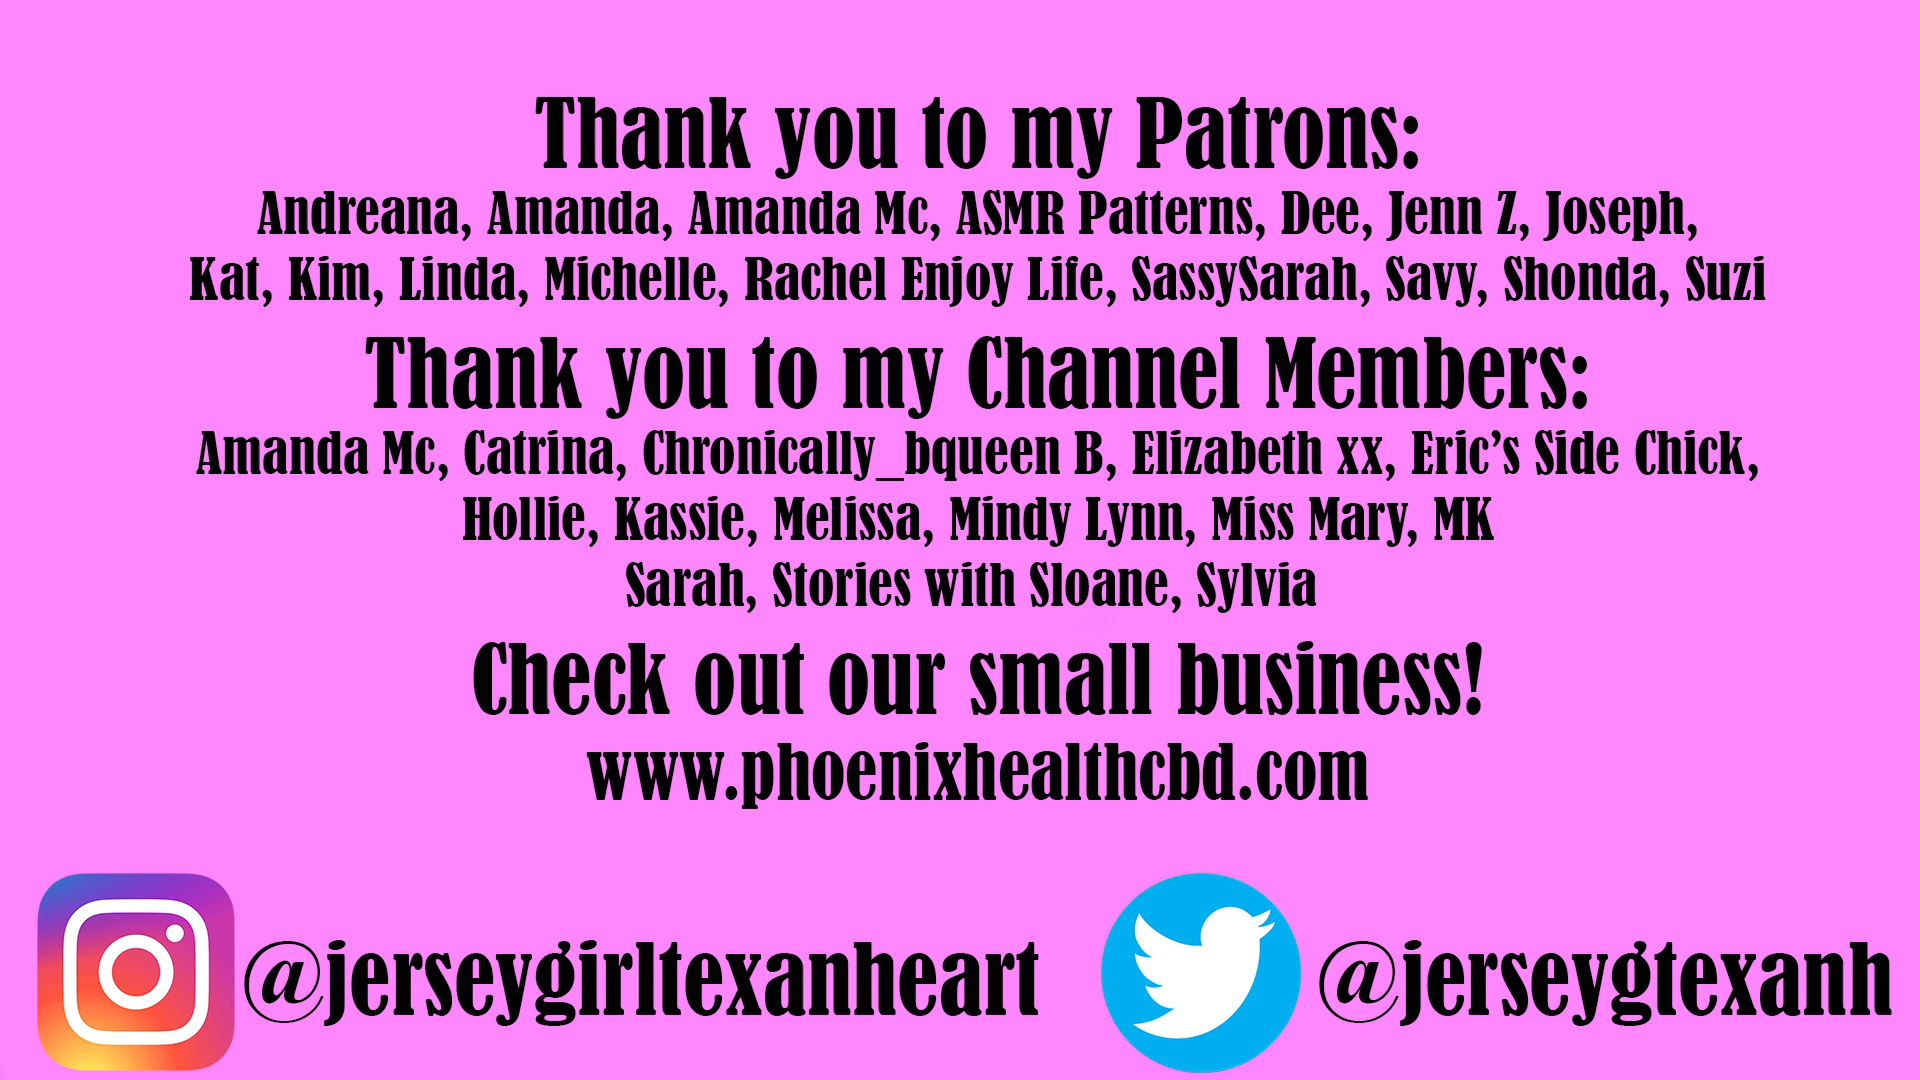 Thank you to my Patrons:
Andreana, Amanda, Amanda Mc, ASMR Patterns, Dee, Jenn Z, Joseph,
Kat, Kim, Linda, Michelle, Rachel Enjoy Life, SassySarah, Savy, Shonda, Suzi
Thank you to my Channel Members:
Amanda Mc, Catrina, Chronically_bqueen B, Elizabeth xx, Eric’s Side Chick,
Hollie, Kassie, Melissa, Mindy Lynn, Miss Mary, MK
Sarah, Stories with Sloane, Sylvia
Check out our small business!
www.phoenixhealthcbd.com
@jerseygirltexanheart
@jerseygtexanh